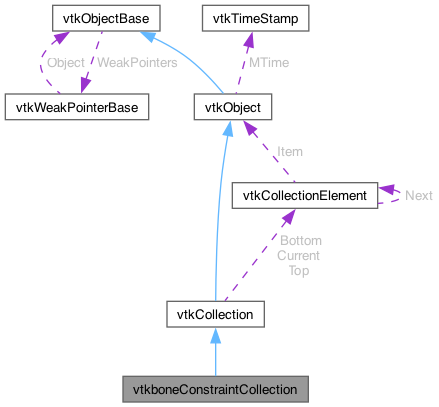 vtkObjectBase
vtkTimeStamp
Object
WeakPointers
MTime
vtkWeakPointerBase
vtkObject
Item
vtkCollectionElement
Next
Bottom
Current
Top
vtkCollection
vtkboneConstraintCollection